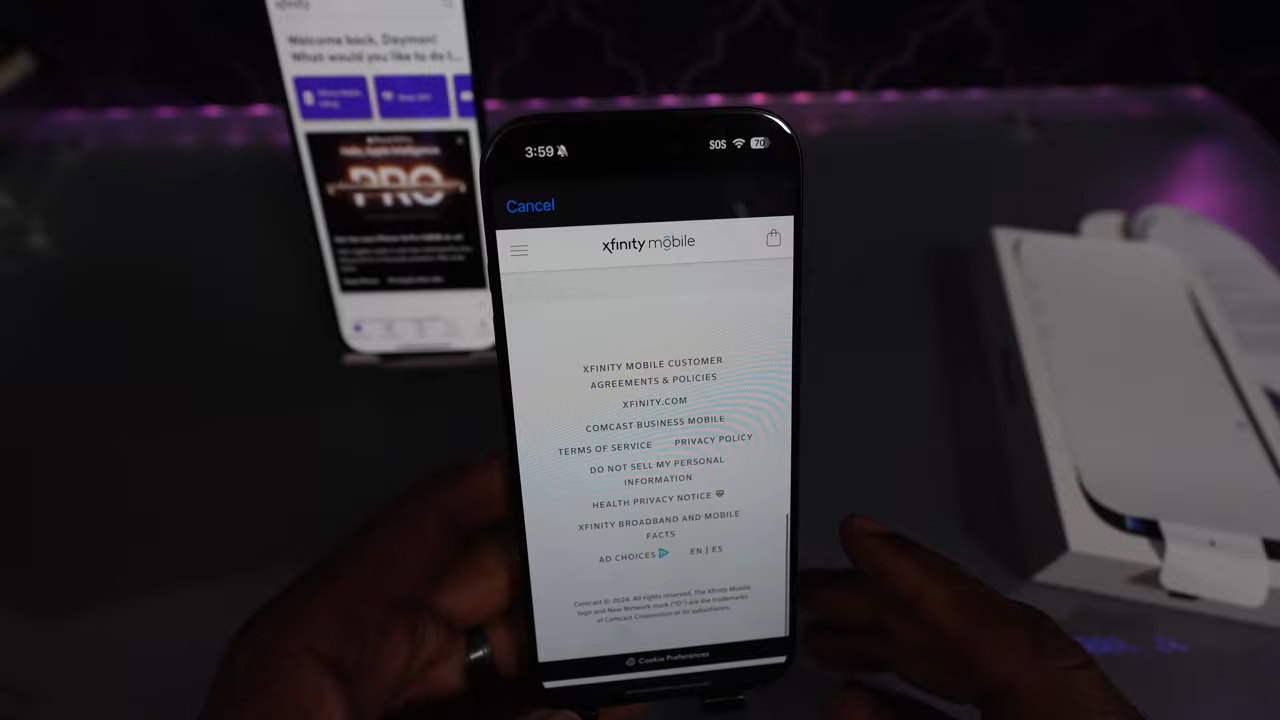 xfinity
Welcome back, Daymon!
What would you like to do t...
PRO
3:59
SOS
70
Cancel
xfinity mobile
XFINITY MOBILE CUSTOMER
AGREEMENTS & POLICIES
XFINITY.COM
COMCAST BUSINESS MOBILE
TERMS OF SERVICE PRIVACY POLICY
DO NOT SELL MY PERSONAL
INFORMATION
HEALTH PRIVACY NOTICE
XFINITY BROADBAND AND MOBILE
FACTS
AD CHOICES EN | ES
Comcast © 2024. All rights reserved. The Xfinity Mobile
logo and New Network mark ("O") are the trademarks
of Comcast Corporation or its subsidiaries.
Cookie Preferences